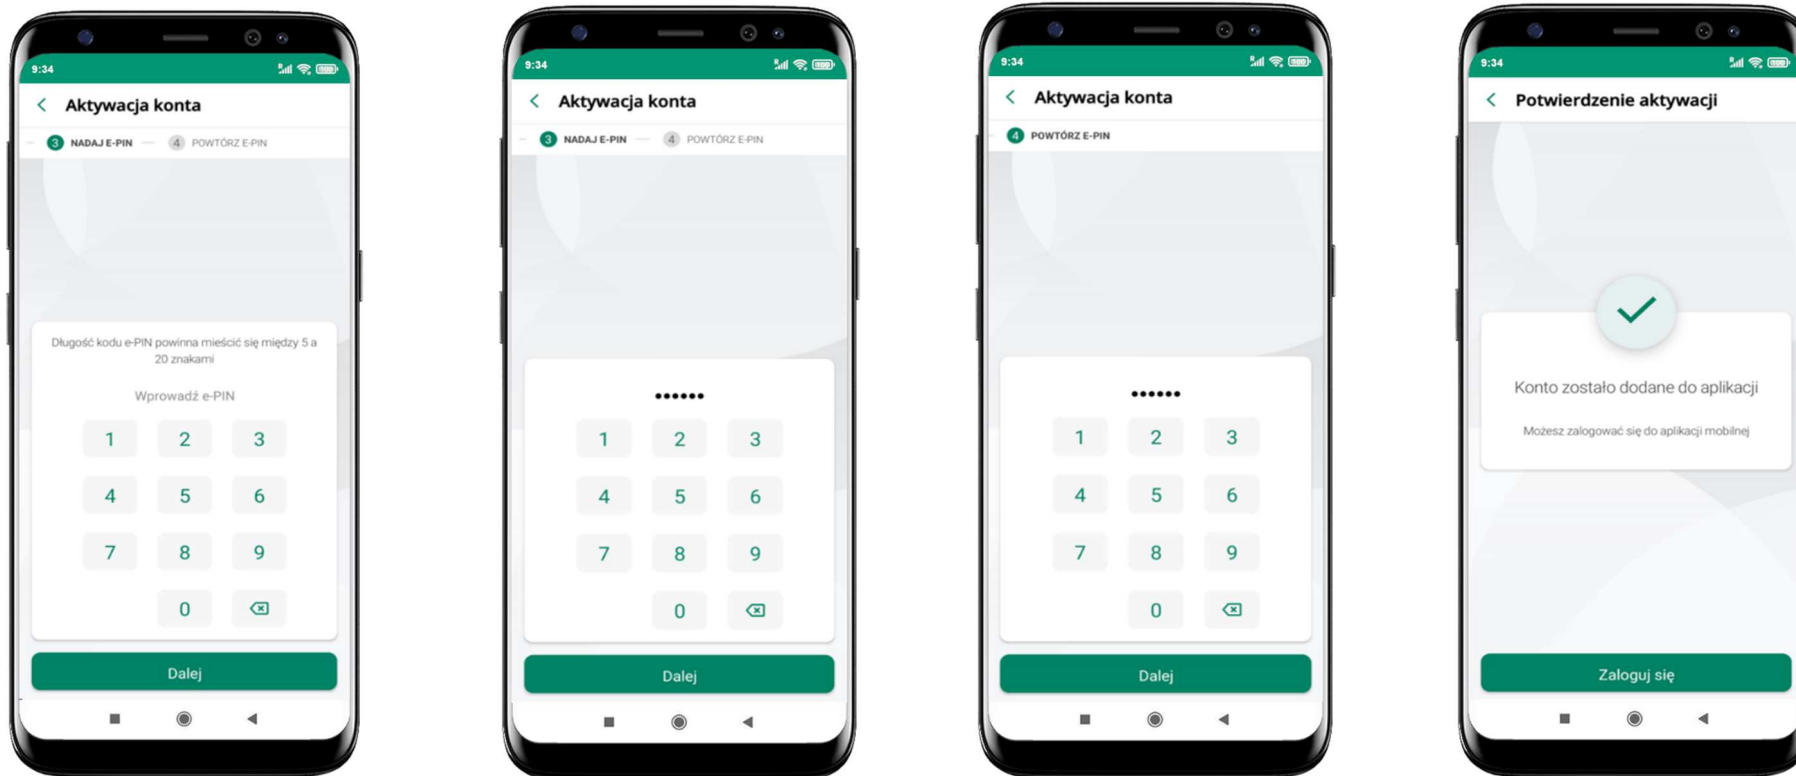 9:34
Aktywacja konta
3 NADAJ E-PIN 4 POWTÓRZ E-PIN
Długość kodu e-PIN powinna mieścić się między 5 a
20 znakami
Wprowadź e-PIN
1 2 3
4 5 6
7 8 9
0
Dalej
9:34
Aktywacja konta
3 NADAJ E-PIN 4 POWTÓRZ E-PIN
••••••
1 2 3
4 5 6
7 8 9
0
Dalej
9:34
Aktywacja konta
4 POWTÓRZ E-PIN
••••••
1 2 3
4 5 6
7 8 9
0
Dalej
9:34
Potwierdzenie aktywacji
Konto zostało dodane do aplikacji
Możesz zalogować się do aplikacji mobilnej
Zaloguj się